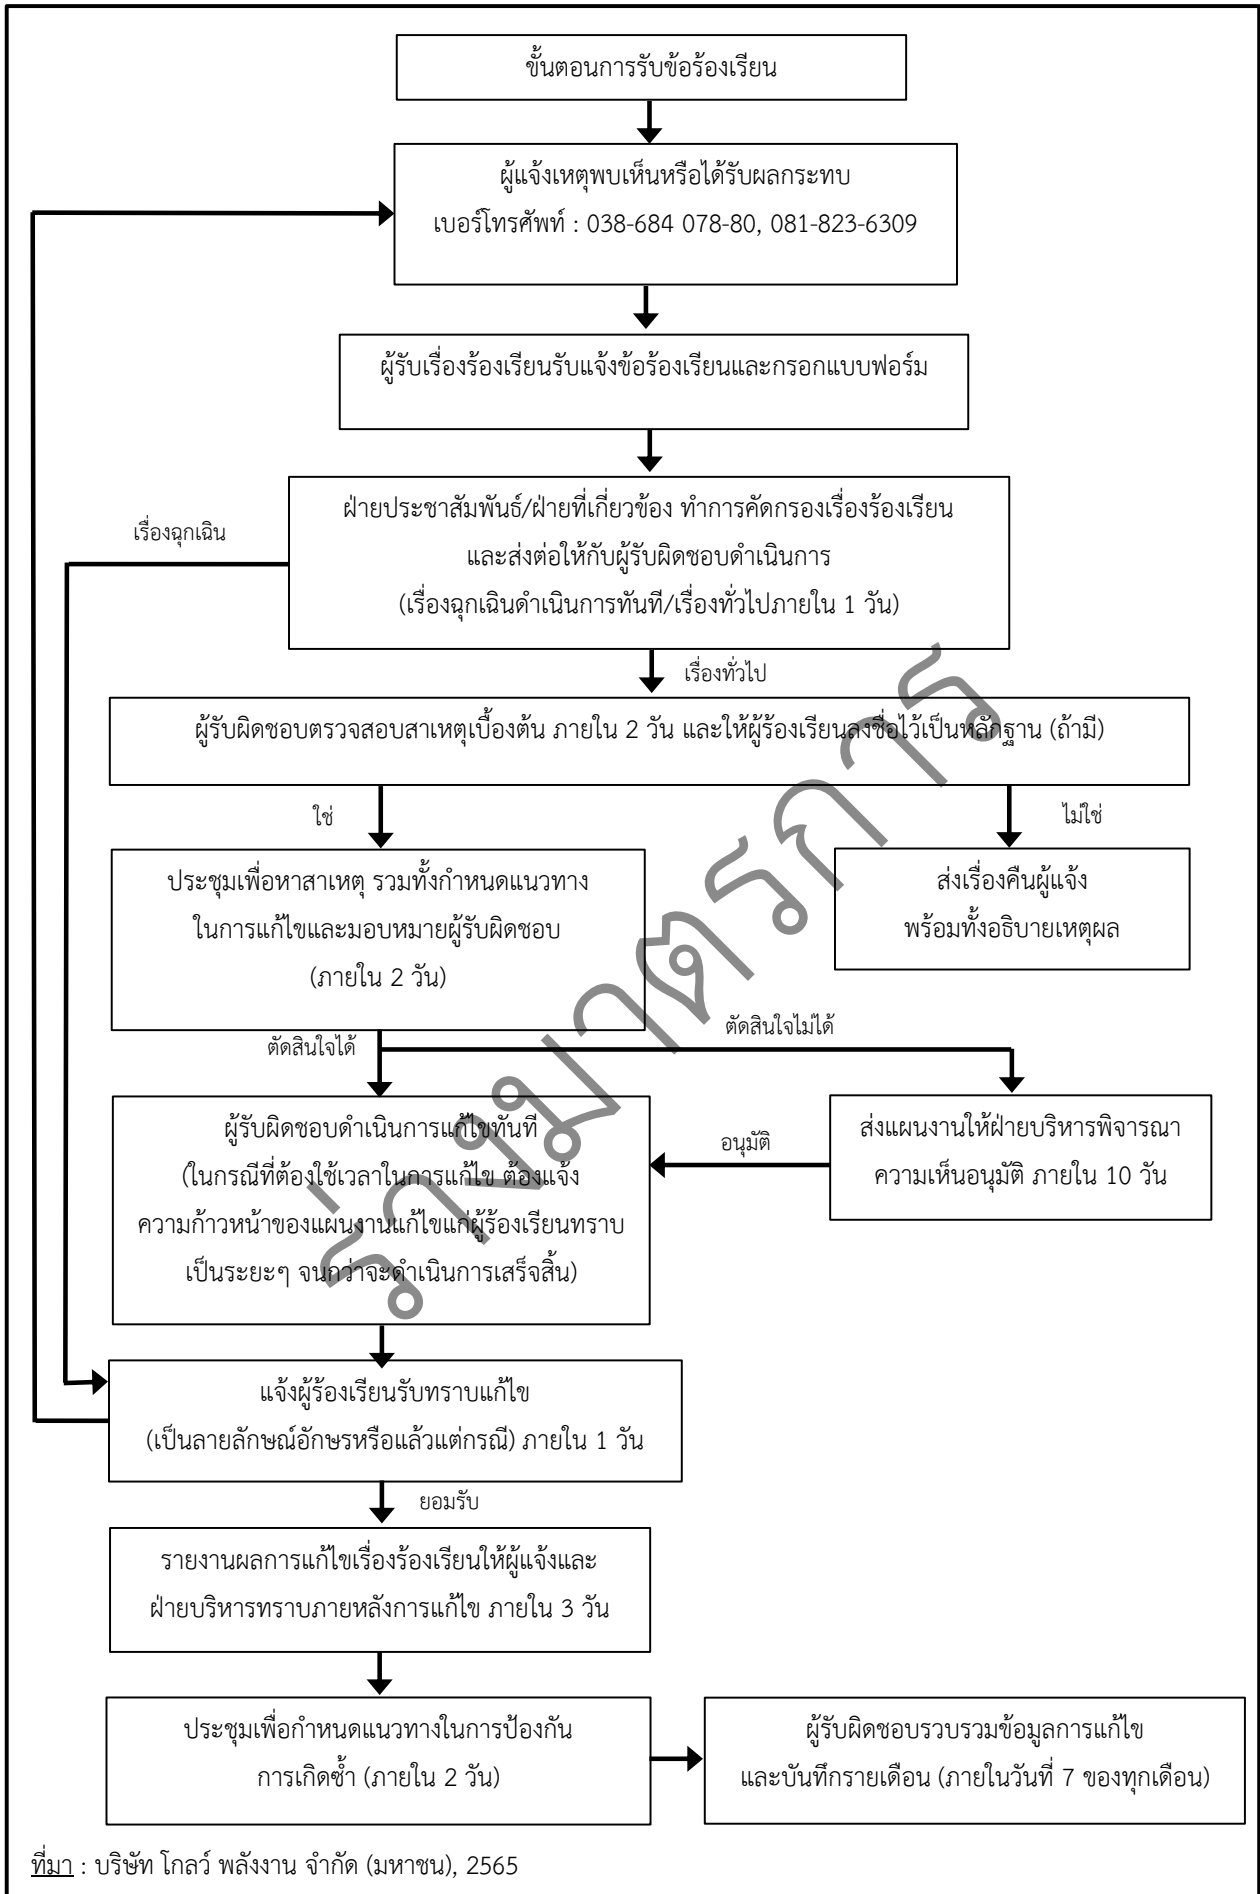 ขั้นตอนการรับข้อร้องเรียน
ผู้แจ้งเหตุพบเห็นหรือได้รับผลกระทบ
เบอร์โทรศัพท์ : 038-684 078-80, 081-823-6309
ผู้รับเรื่องร้องเรียนรับแจ้งข้อร้องเรียนและกรอกแบบฟอร์ม
ฝ่ายประชาสัมพันธ์/ฝ่ายที่เกี่ยวข้อง ทำการคัดกรองเรื่องร้องเรียน
และส่งต่อให้กับผู้รับผิดชอบดำเนินการ
(เรื่องฉุกเฉินดำเนินการทันที/เรื่องทั่วไปภายใน 1 วัน)
เรื่องฉุกเฉิน
เรื่องทั่วไป
ผู้รับผิดชอบตรวจสอบสาเหตุเบื้องต้น ภายใน 2 วัน และให้ผู้ร้องเรียนลงชื่อไว้เป็นหลักฐาน (ถ้ามี)
ใช่
ไม่ใช่
ประชุมเพื่อหาสาเหตุ รวมทั้งกำหนดแนวทาง
ในการแก้ไขและมอบหมายผู้รับผิดชอบ
(ภายใน 2 วัน)
ส่งเรื่องคืนผู้แจ้ง
พร้อมทั้งอธิบายเหตุผล
ตัดสินใจได้
ตัดสินใจไม่ได้
ผู้รับผิดชอบดำเนินการแก้ไขทันที
(ในกรณีที่ต้องใช้เวลาในการแก้ไข ต้องแจ้ง
ความก้าวหน้าของแผนงานแก้ไขแก่ผู้ร้องเรียนทราบ
เป็นระยะๆ จนกว่าจะดำเนินการเสร็จสิ้น)
อนุมัติ
ส่งแผนงานให้ฝ่ายบริหารพิจารณา
ความเห็นอนุมัติ ภายใน 10 วัน
แจ้งผู้ร้องเรียนรับทราบแก้ไข
(เป็นลายลักษณ์อักษรหรือแล้วแต่กรณี) ภายใน 1 วัน
ยอมรับ
รายงานผลการแก้ไขเรื่องร้องเรียนให้ผู้แจ้งและ
ฝ่ายบริหารทราบภายหลังการแก้ไข ภายใน 3 วัน
ประชุมเพื่อกำหนดแนวทางในการป้องกัน
การเกิดซ้ำ (ภายใน 2 วัน)
ผู้รับผิดชอบรวบรวมข้อมูลการแก้ไข
และบันทึกรายเดือน (ภายในวันที่ 7 ของทุกเดือน)
ที่มา : บริษัท โกลว์ พลังงาน จำกัด (มหาชน), 2565
ร่างมาตรการ